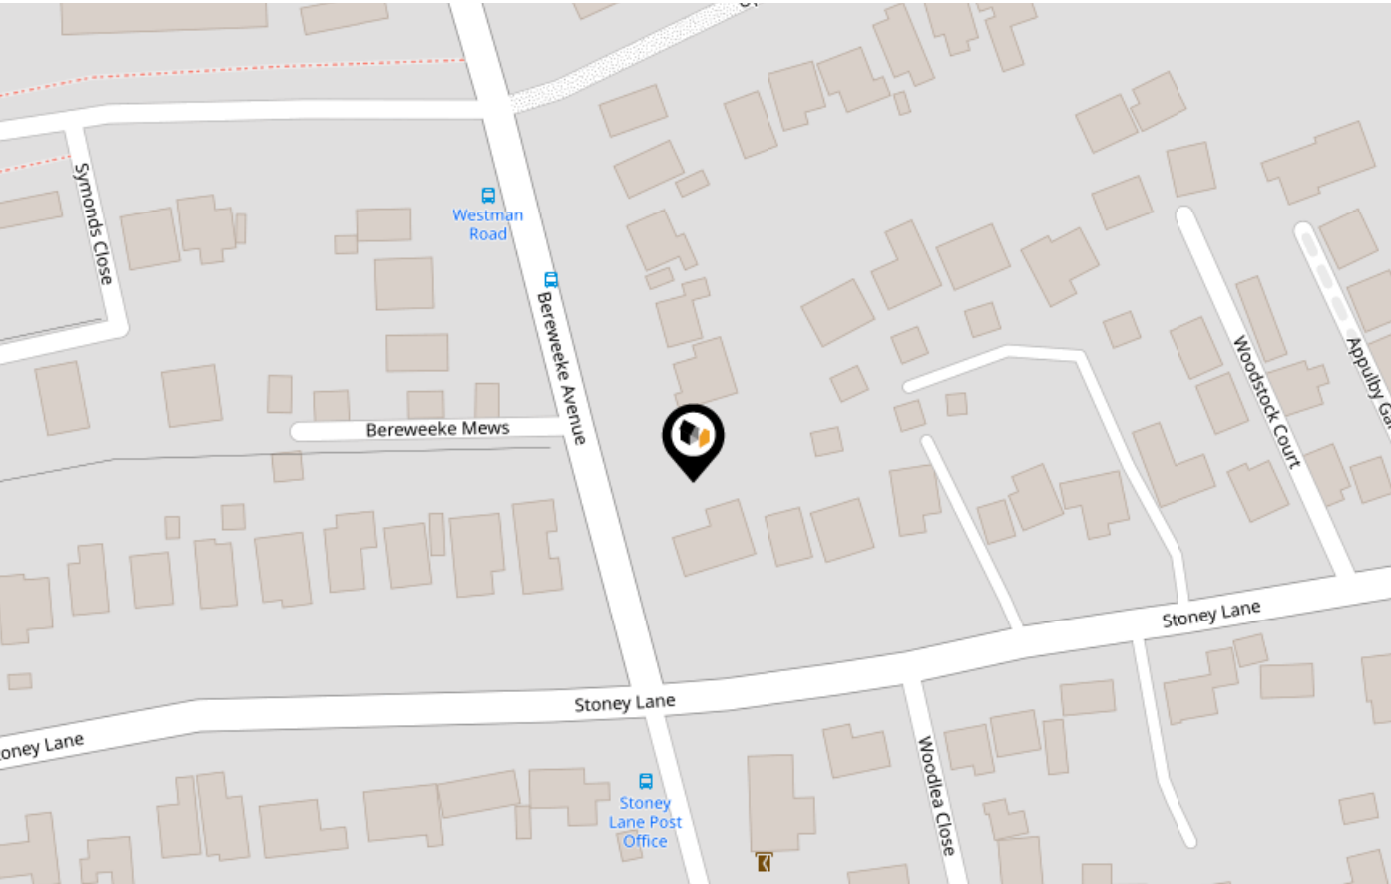 Symonds Close
Westman
Road
Bereweeke Avenue
Bereweeke Mews
Woodstock Court
Appulby Ga
Stoney Lane
Stoney Lane
oney Lane
Woodlea Close
Stoney
Lane Post
Office